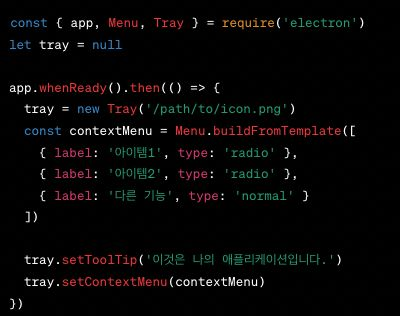 const { app, Menu, Tray } = require('electron')
let tray = null

app.whenReady().then(() => {
  tray = new Tray('/path/to/icon.png')
  const contextMenu = Menu.buildFromTemplate([
    { label: '아이템1', type: 'radio' },
    { label: '아이템2', type: 'radio' },
    { label: '다른 기능', type: 'normal' }
  ])

  tray.setToolTip('이것은 나의 애플리케이션입니다.')
  tray.setContextMenu(contextMenu)
})